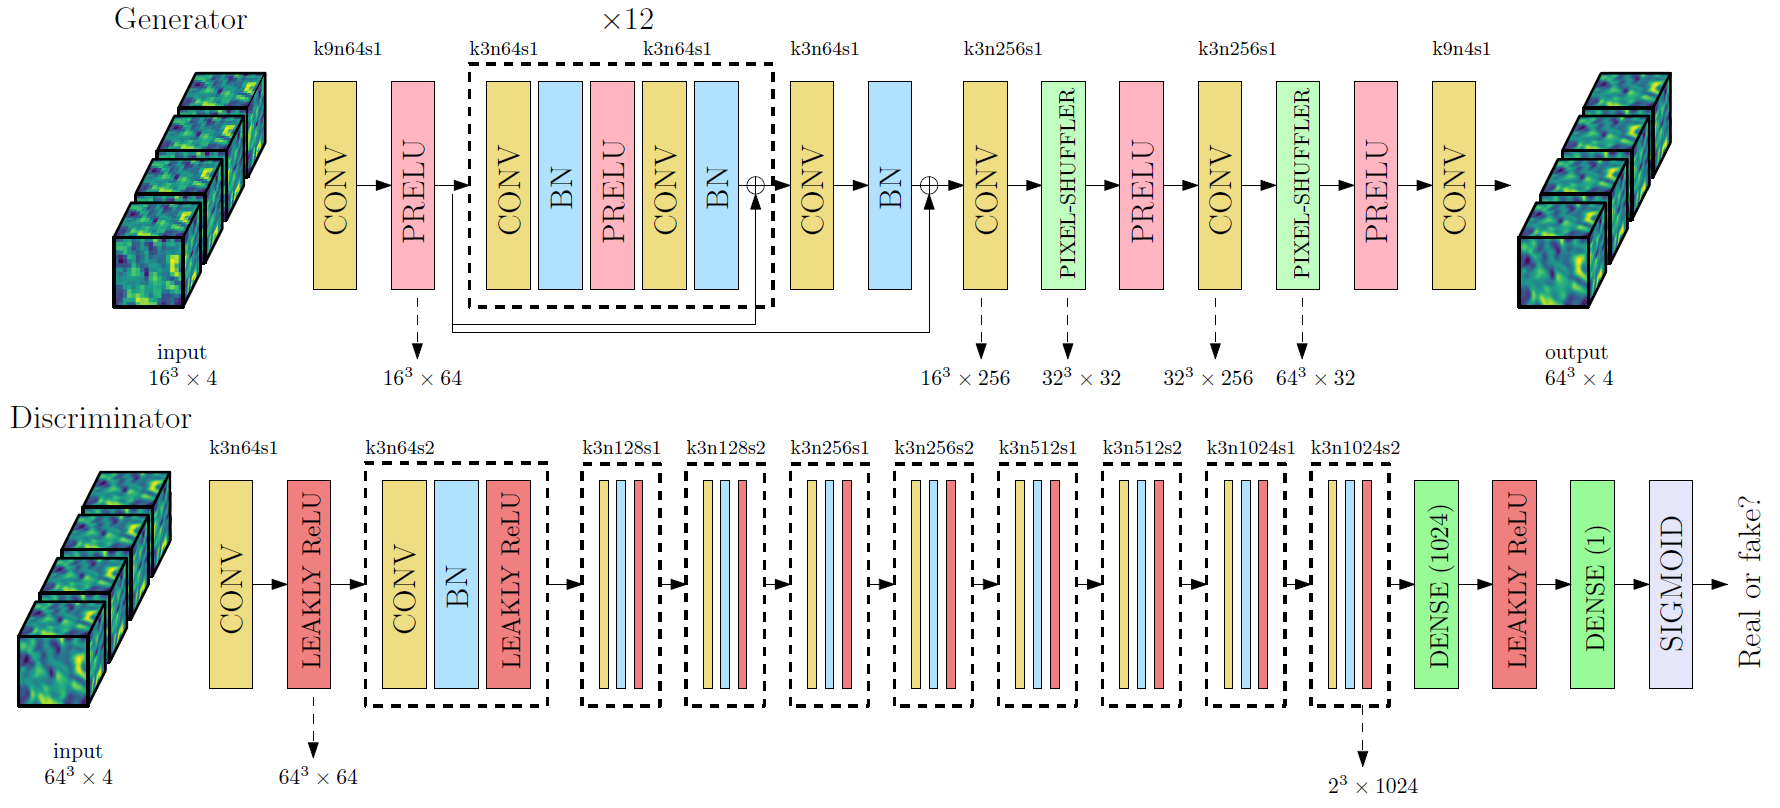 Generator
×12
k9n64s1 k3n64s1 k3n64s1 k3n64s1 k3n256s1 k3n256s1 k9n4s1
CONV PRELU CONV BN PRELU CONV BN CONV BN CONV PIXEL-SHUFFLER PRELU CONV PIXEL-SHUFFLER PRELU CONV
input output
16³ × 4 16³ × 64 16³ × 256 32³ × 32 32³ × 256 64³ × 32 64³ × 4
Discriminator
k3n64s1 k3n64s2 k3n128s1 k3n128s2 k3n256s1 k3n256s2 k3n512s1 k3n512s2 k3n1024s1 k3n1024s2
CONV LEAKLY ReLU CONV BN LEAKLY ReLU DENSE (1024) LEAKLY ReLU DENSE (1) SIGMOID Real or fake?
input
64³ × 4 64³ × 64 2³ × 1024